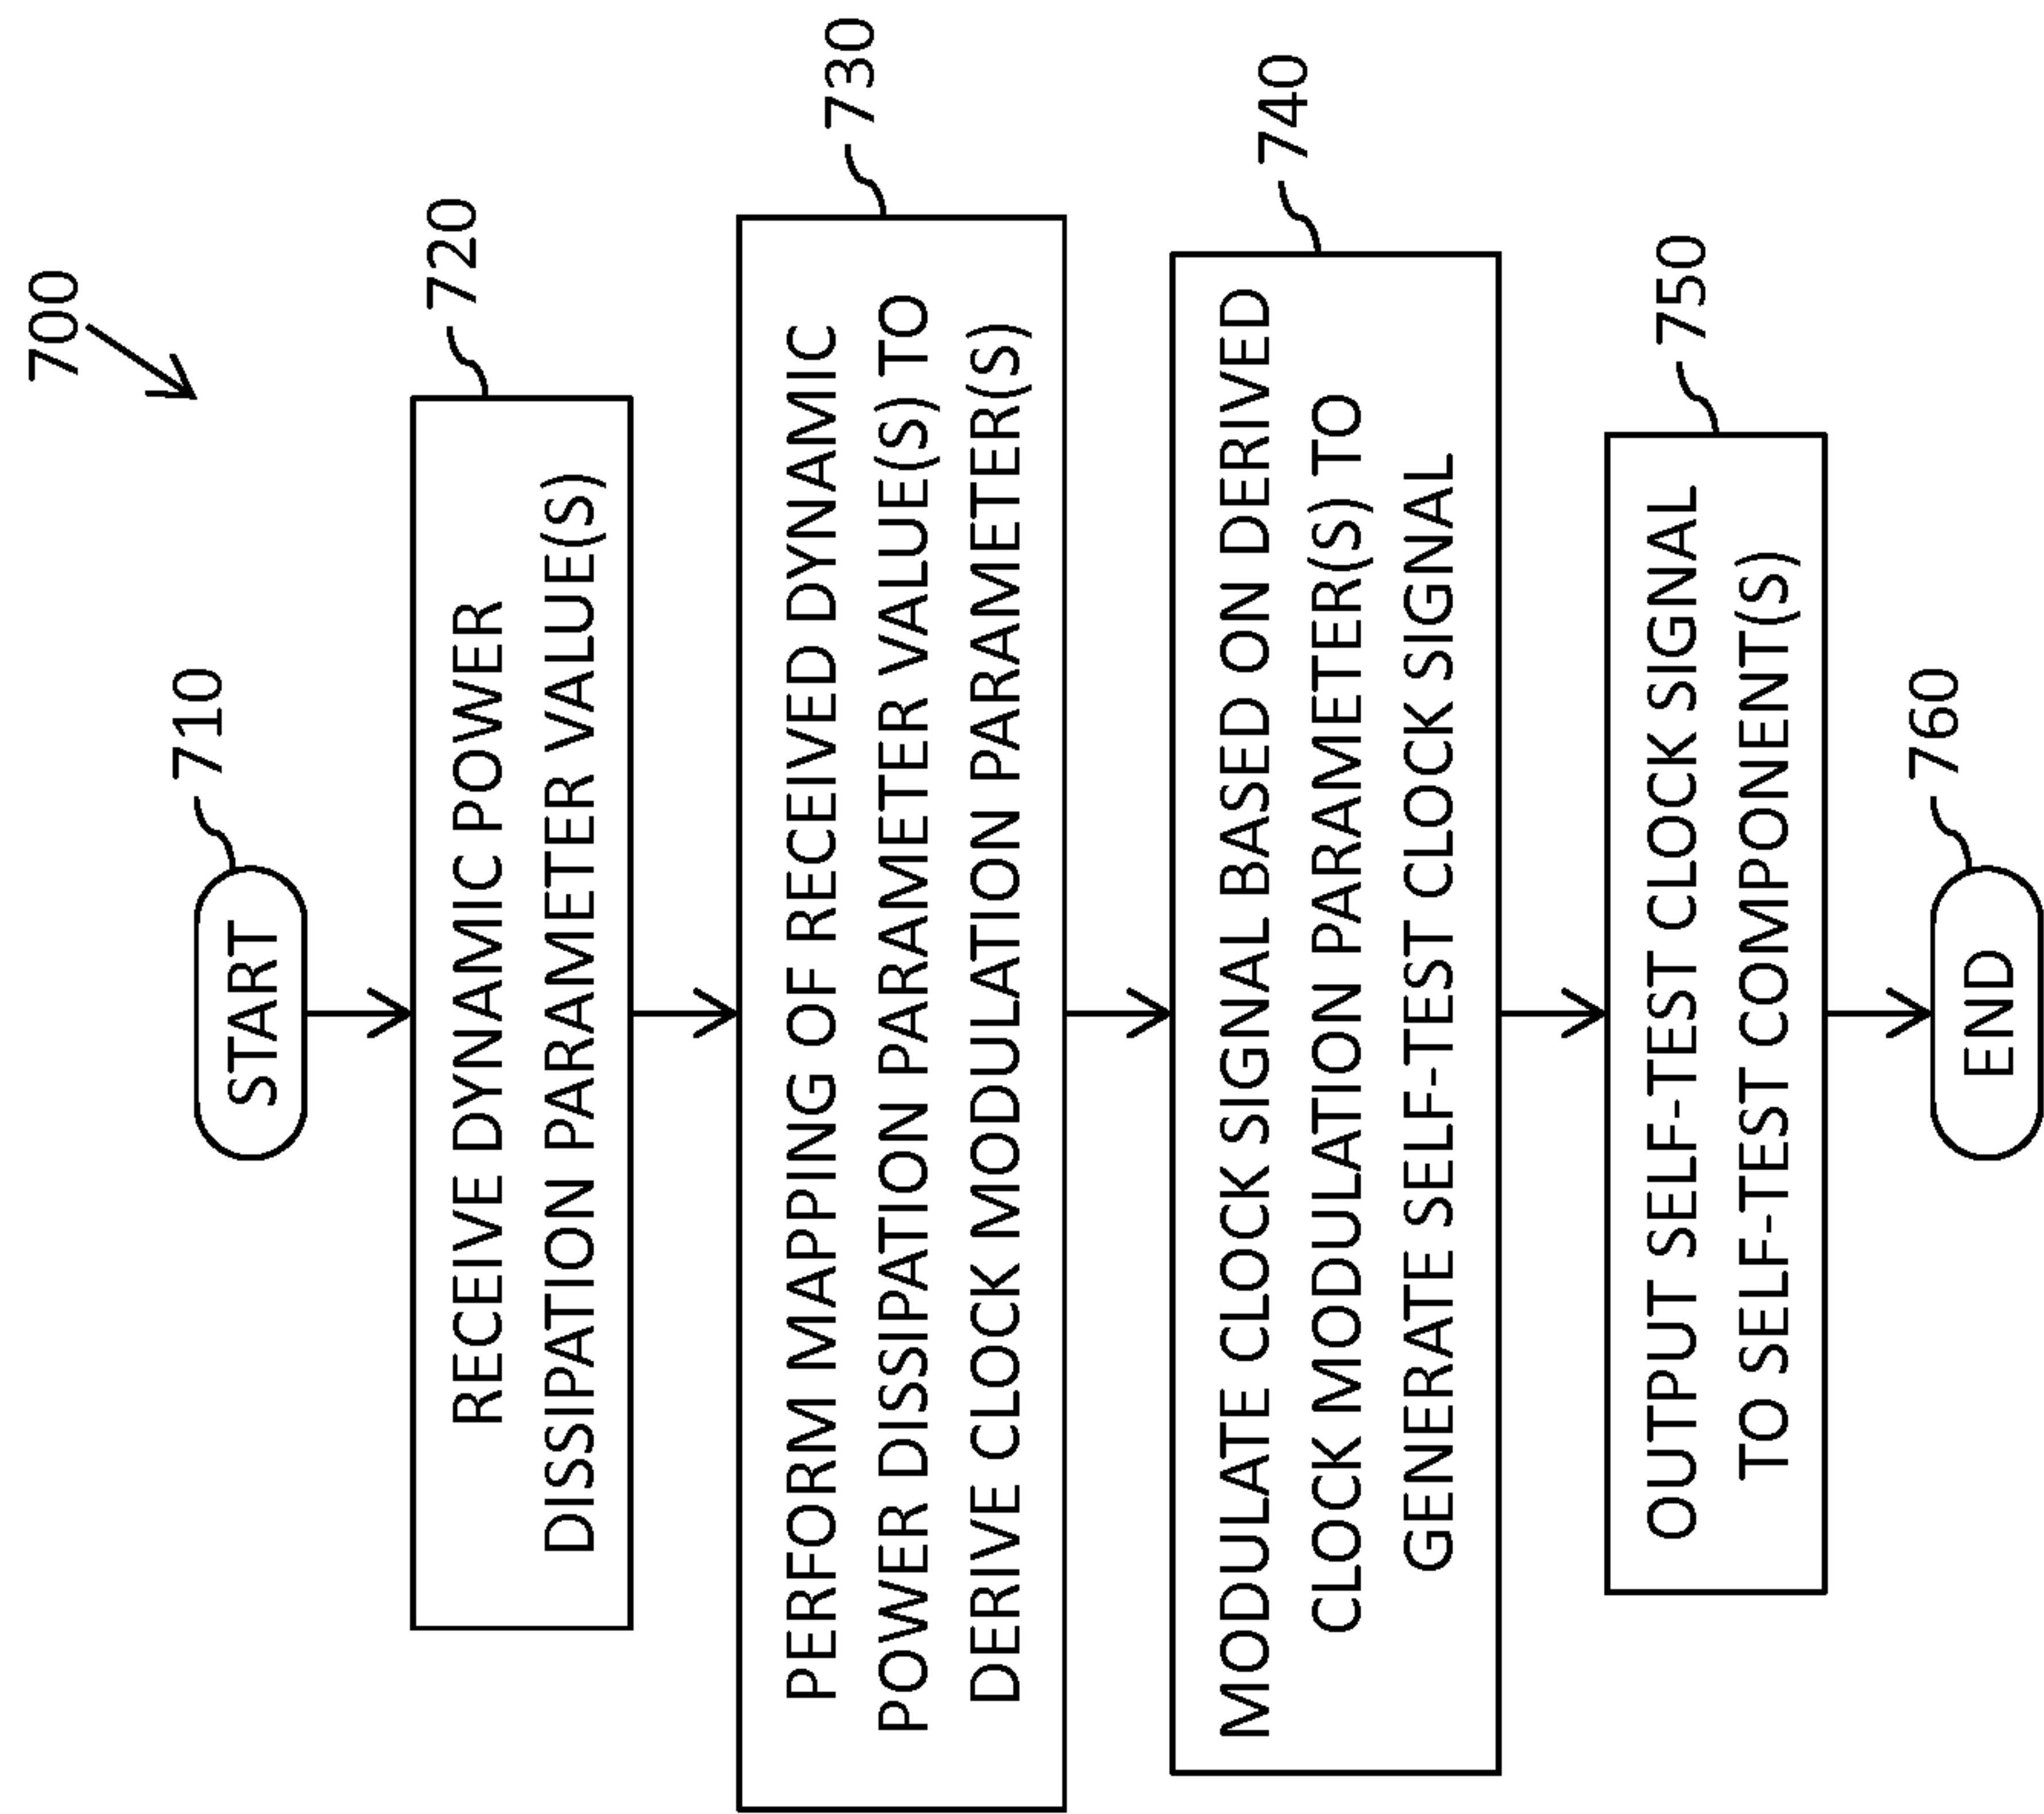 700
START
710
RECEIVE DYNAMIC POWER
DISSIPATION PARAMETER VALUE(S)
720
PERFORM MAPPING OF RECEIVED DYNAMIC
POWER DISSIPATION PARAMETER VALUE(S) TO
DERIVE CLOCK MODULATION PARAMETER(S)
730
MODULATE CLOCK SIGNAL BASED ON DERIVED
CLOCK MODULATION PARAMETER(S) TO
GENERATE SELF-TEST CLOCK SIGNAL
740
OUTPUT SELF-TEST CLOCK SIGNAL
TO SELF-TEST COMPONENT(S)
750
END
760